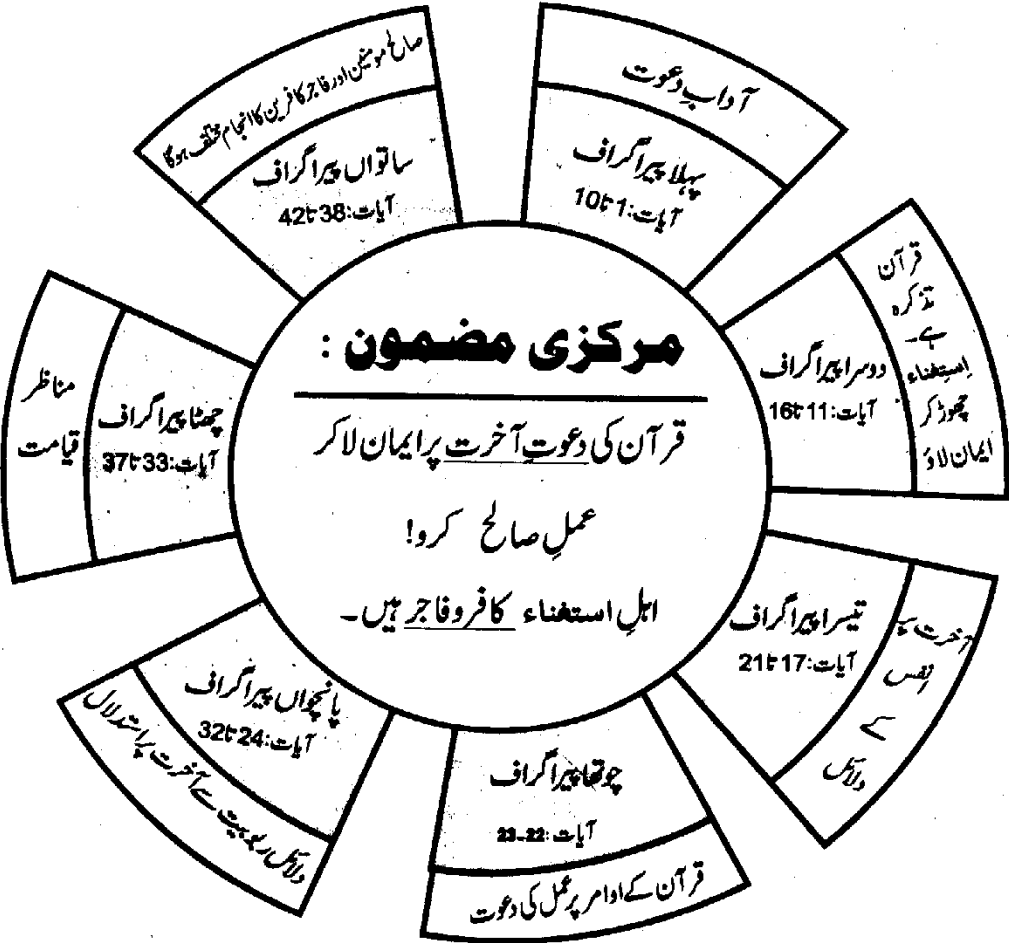 مرکزی مضمون :
قرآن کی دعوتِ آخرت پر ایمان لا کر
عملِ صالح کرو!
اہلِ استغناء کافر و فاجر ہیں۔
آدابِ دعوت
پہلا پیراگراف
آیات:1 تا 10
قرآن
تذکرہ
ہے۔
اِستِغناء
چھوڑ کر
ایمان لاؤ
دوسرا پیراگراف
آیات:11 تا 16
آخرت پر
انفس
کے
دلائل
تیسرا پیراگراف
آیات:17 تا 21
چوتھا پیراگراف
آیات:22-23
قرآن کے اوامر پر عمل کی دعوت
پانچواں پیراگراف
آیات:24 تا 32
دلائلِ ربوبیت سے آخرت پر استدلال
مناظر
قیامت
چھٹا پیراگراف
آیات:33 تا 37
صالح مومنین اور فاجر کافرین کا انجام مختلف ہوگا
ساتواں پیراگراف
آیات:38 تا 42